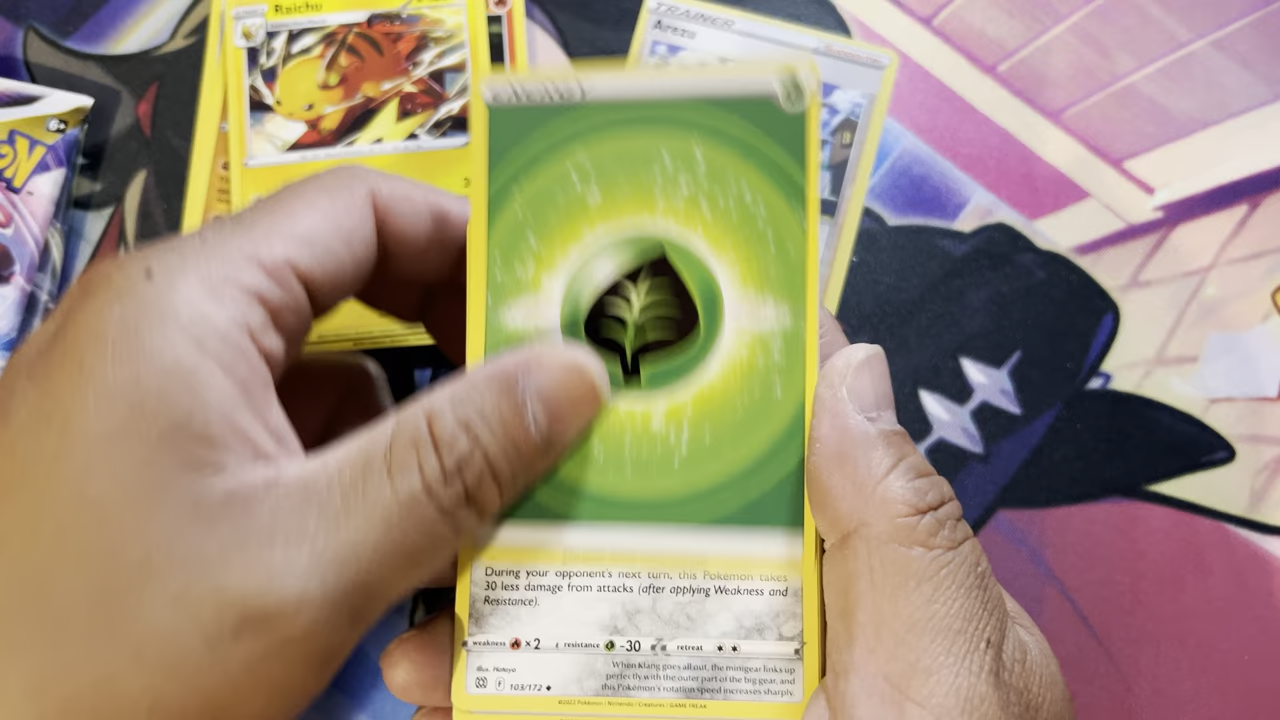 Raichu
TRAINER
Arezu
During your opponent's next turn, this Pokémon takes
30 less damage from attacks (after applying Weakness and
Resistance).
weakness ×2 resistance -30 retreat
Illus. Hataya
F 103/172
When Klang goes all out, the minigear links up
perfectly with the outer part of the big gear, and
this Pokémon's rotation speed increases sharply.
©2022 Pokémon / Nintendo / Creatures / GAME FREAK